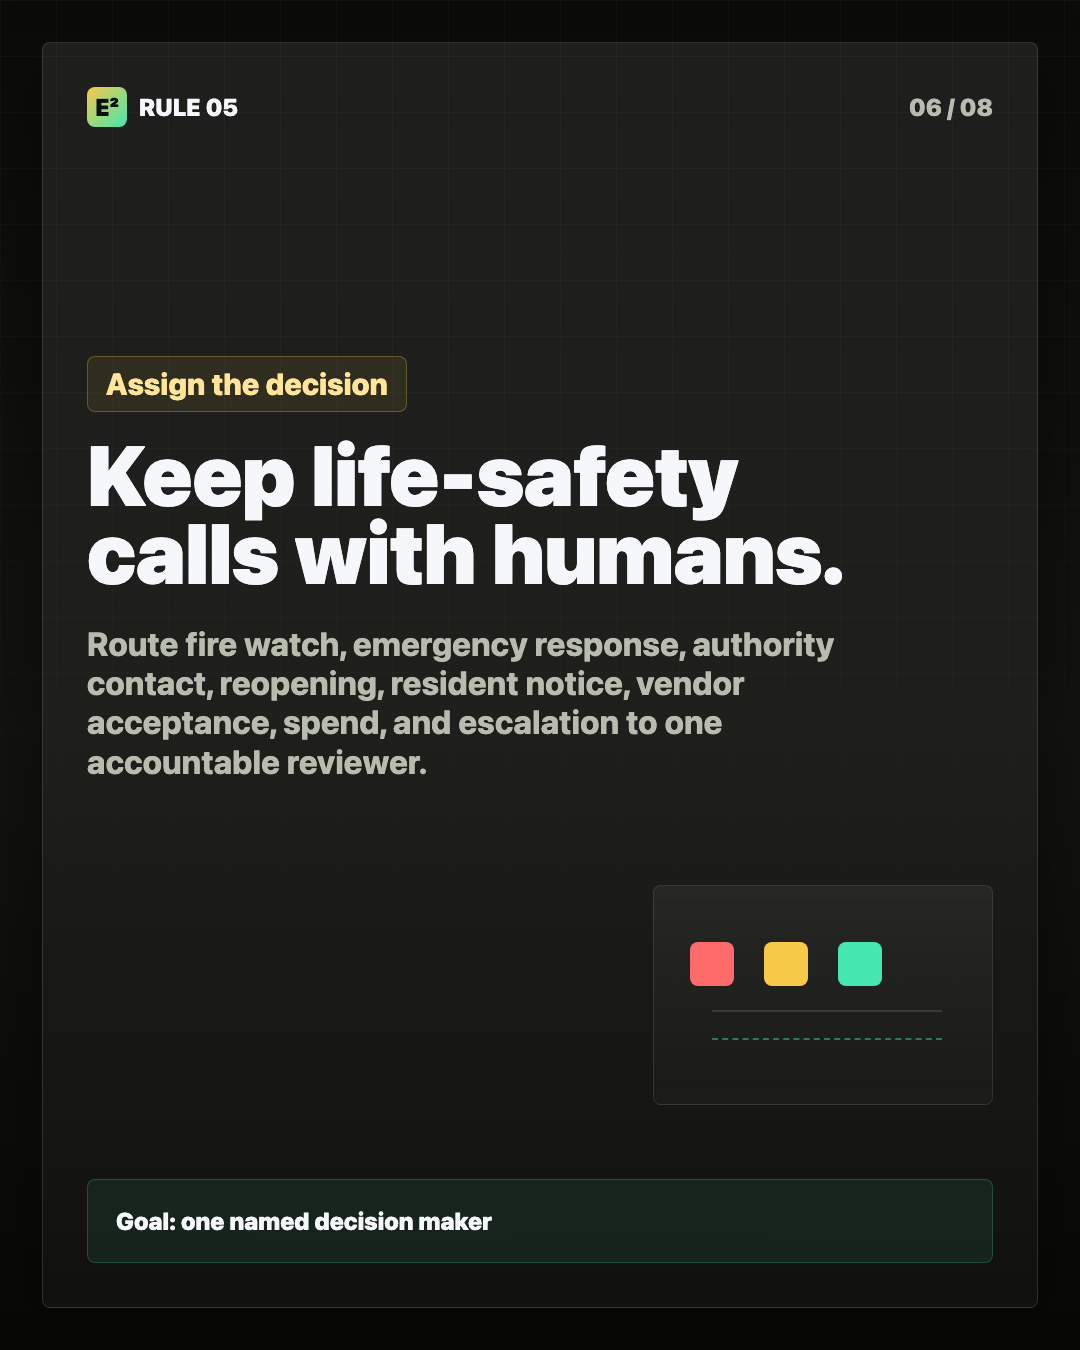 E² RULE 05
06 / 08
Assign the decision
Keep life-safety
calls with humans.
Route fire watch, emergency response, authority
contact, reopening, resident notice, vendor
acceptance, spend, and escalation to one
accountable reviewer.
Goal: one named decision maker